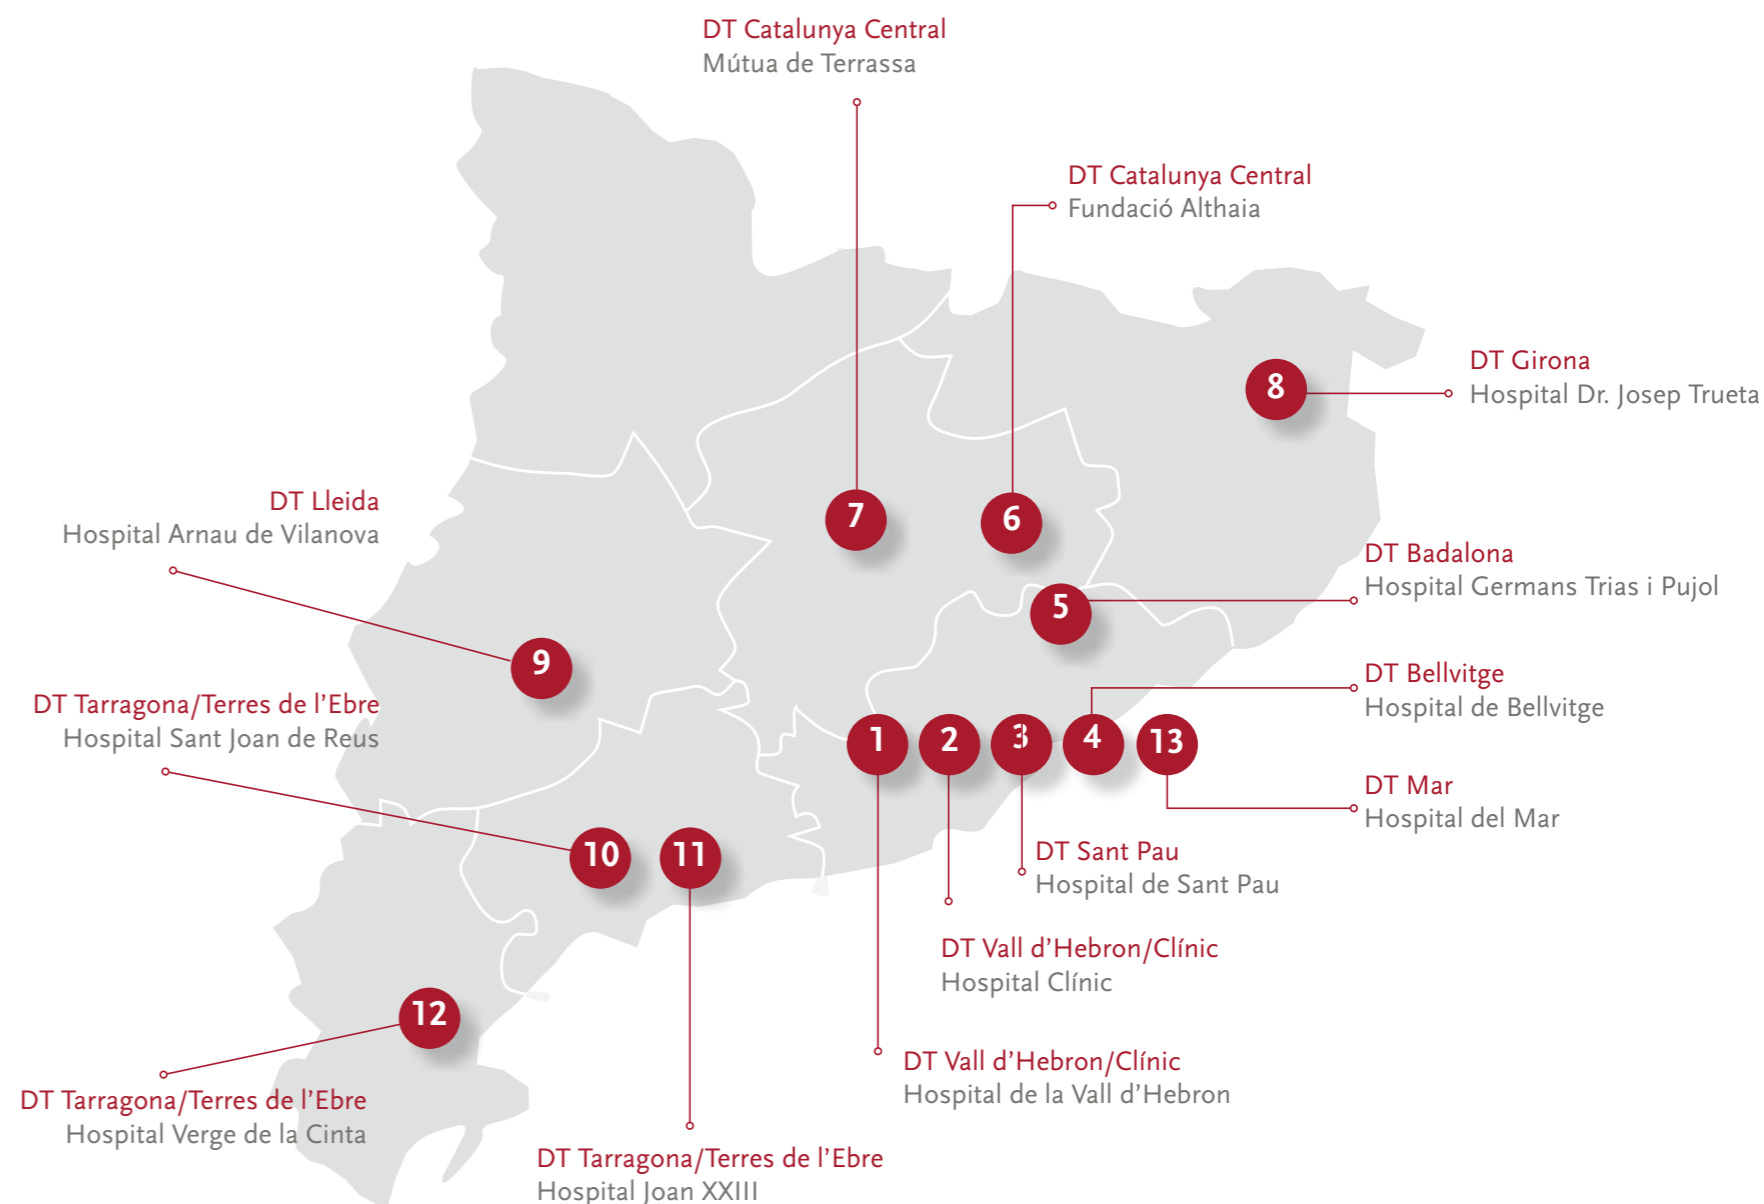 DT Catalunya Central
Mútua de Terrassa
DT Catalunya Central
Fundació Althaia
DT Girona
Hospital Dr. Josep Trueta
8
DT Lleida
Hospital Arnau de Vilanova
7
6
DT Badalona
Hospital Germans Trias i Pujol
5
9
DT Bellvitge
Hospital de Bellvitge
DT Tarragona/Terres de l’Ebre
Hospital Sant Joan de Reus
1
2
3
4
13
DT Mar
Hospital del Mar
10
11
DT Sant Pau
Hospital de Sant Pau
DT Vall d’Hebron/Clínic
Hospital Clínic
12
DT Vall d’Hebron/Clínic
Hospital de la Vall d’Hebron
DT Tarragona/Terres de l’Ebre
Hospital Verge de la Cinta
DT Tarragona/Terres de l’Ebre
Hospital Joan XXIII